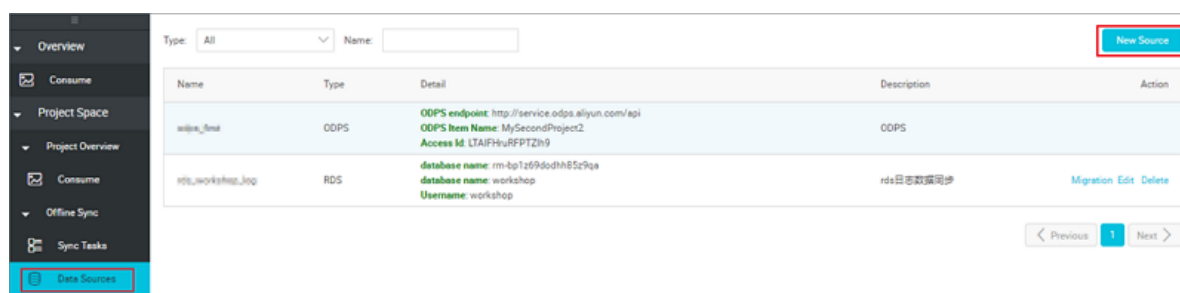 Overview
Consume
Project Space
Project Overview
Consume
Offline Sync
Sync Tasks
Data Sources
Type: All Name:
New Source
Name Type Detail Description Action
ODPS endpoint: http://service.odps.aliyun.com/api
ODPS ODPS Item Name: MySecondProject2 ODPS
Access Id: LTAIFHruRFPTZIh9
database name: rm-bp1z69dodhh85z9qa
rds_workshop_log RDS database name: workshop rds日志数据同步 Migration Edit Delete
Username: workshop
Previous 1 Next